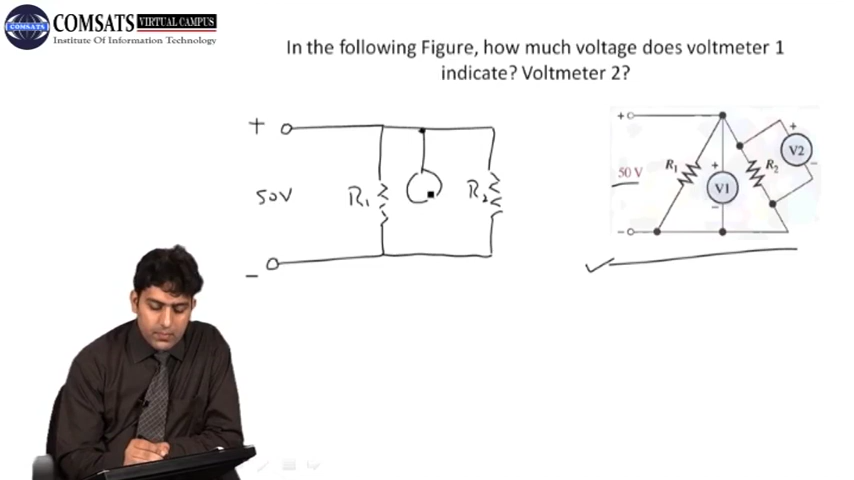 COMSATS VIRTUAL CAMPUS
Institute Of Information Technology
In the following Figure, how much voltage does voltmeter 1
indicate? Voltmeter 2?
+
50V
R1
R2
-
+
50 V
R1
+
V1
-
R2
+
V2
-
-